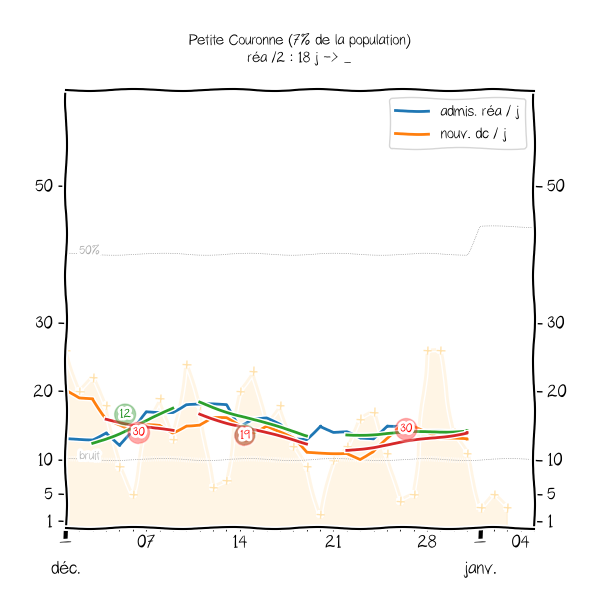 Petite Couronne (7% de la population)
réa /2 : 18 j -> _
admis. réa / j
nouv. dc / j
50 50
50%
30 30
20 20
12
30
19
30
bruit
10 10
5 5
1 1
07 14 21 28 04
déc. janv.